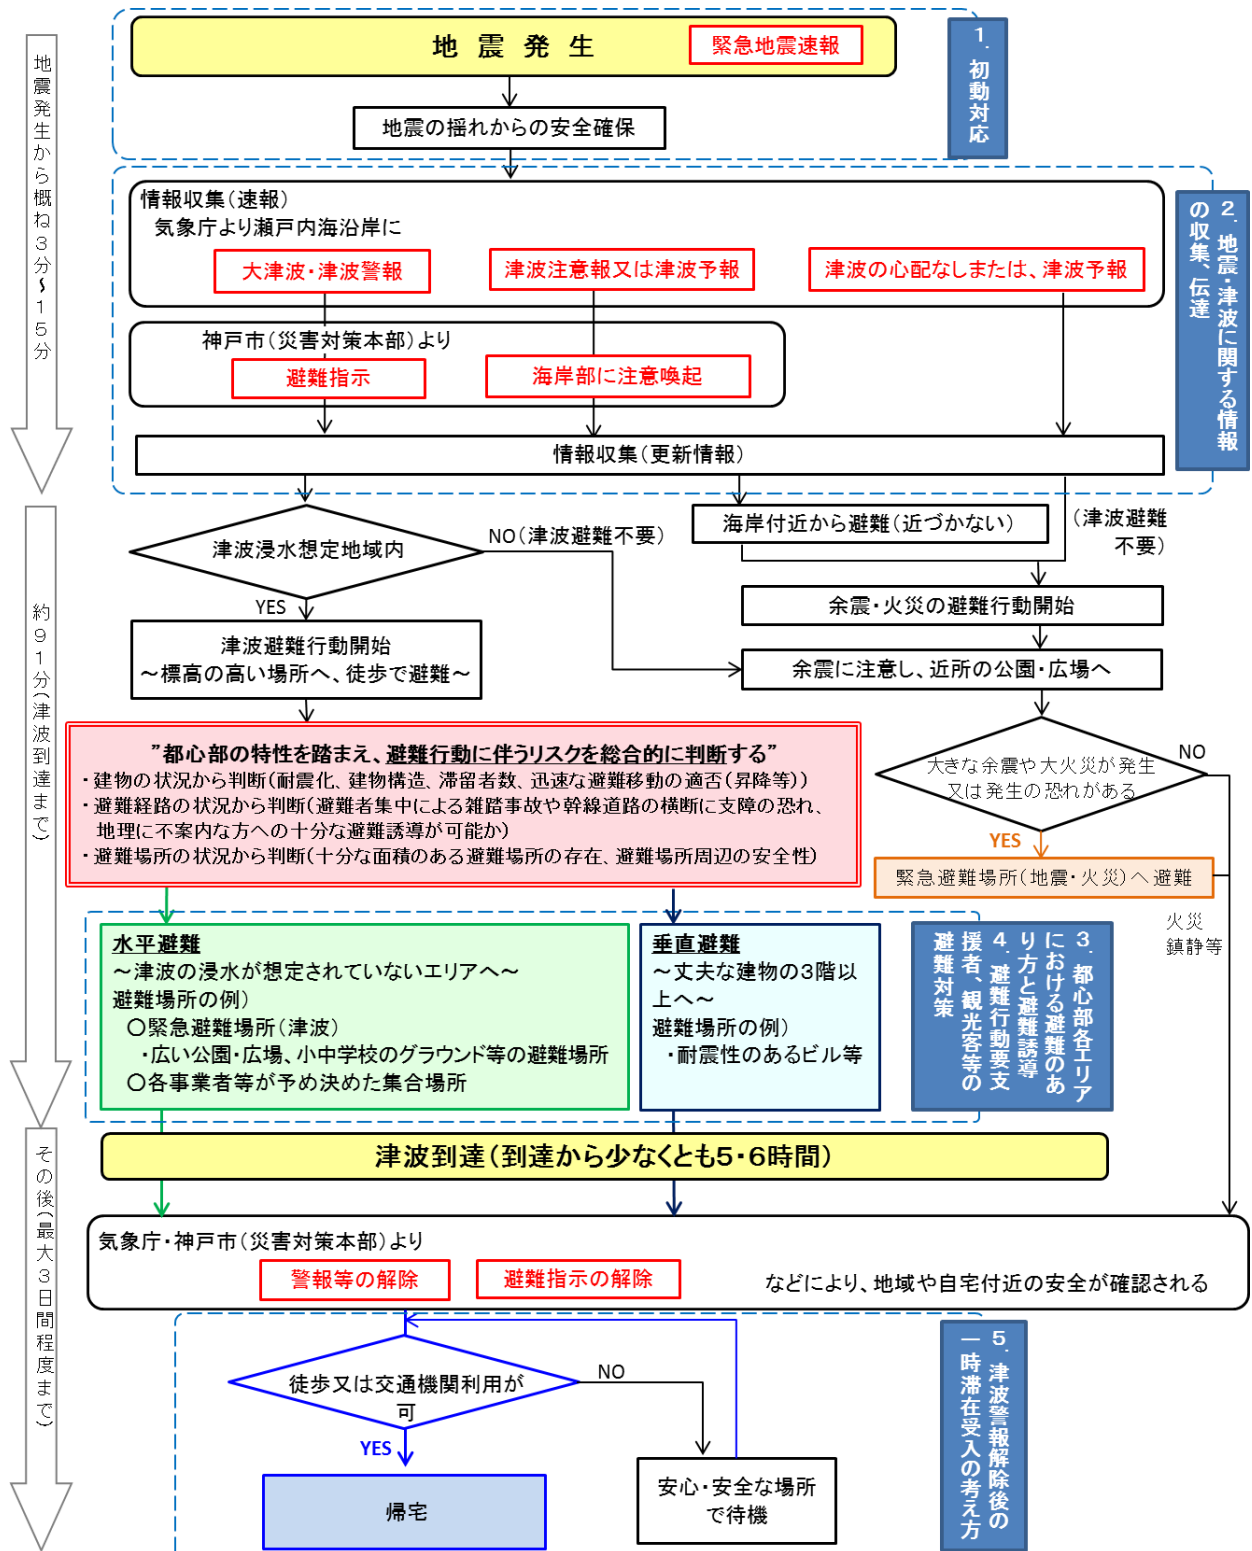 地震発生から概ね3分～15分
地 震 発 生
緊急地震速報
1．初動対応
地震の揺れからの安全確保
2．地震・津波に関する情報
の収集、伝達
情報収集（速報）
気象庁より瀬戸内海沿岸に
大津波・津波警報
津波注意報又は津波予報
津波の心配なしまたは、津波予報
神戸市（災害対策本部）より
避難指示
海岸部に注意喚起
情報収集（更新情報）
約91分（津波到達まで）
津波浸水想定地域内
NO（津波避難不要）
海岸付近から避難（近づかない）
（津波避難
不要）
YES
余震・火災の避難行動開始
津波避難行動開始
～標高の高い場所へ、徒歩で避難～
余震に注意し、近所の公園・広場へ
”都心部の特性を踏まえ、避難行動に伴うリスクを総合的に判断する”
・建物の状況から判断（耐震化、建物構造、滞留者数、迅速な避難移動の適否（昇降等））
・避難経路の状況から判断（避難者集中による雑踏事故や幹線道路の横断に支障の恐れ、
地理に不案内な方への十分な避難誘導が可能か）
・避難場所の状況から判断（十分な面積のある避難場所の存在、避難場所周辺の安全性）
NO
大きな余震や大火災が発生
又は発生の恐れがある
YES
緊急避難場所（地震・火災）へ避難
火災
鎮静等
水平避難
～津波の浸水が想定されていないエリアへ～
避難場所の例）
○緊急避難場所（津波）
・広い公園・広場、小中学校のグラウンド等の避難場所
○各事業者等が予め決めた集合場所
垂直避難
～丈夫な建物の3階以
上へ～
避難場所の例）
・耐震性のあるビル等
3．都心部各エリア
における避難のあ
り方と避難誘導
4．避難行動要支
援者、観光客等の
避難対策
その後（最大3日間程度まで）
津波到達（到達から少なくとも5・6時間）
気象庁・神戸市（災害対策本部）より
警報等の解除
避難指示の解除
などにより、地域や自宅付近の安全が確認される
5．津波警報解除後の
一時滞在受入の考え方
徒歩又は交通機関利用が
可
NO
YES
帰宅
安心・安全な場所
で待機